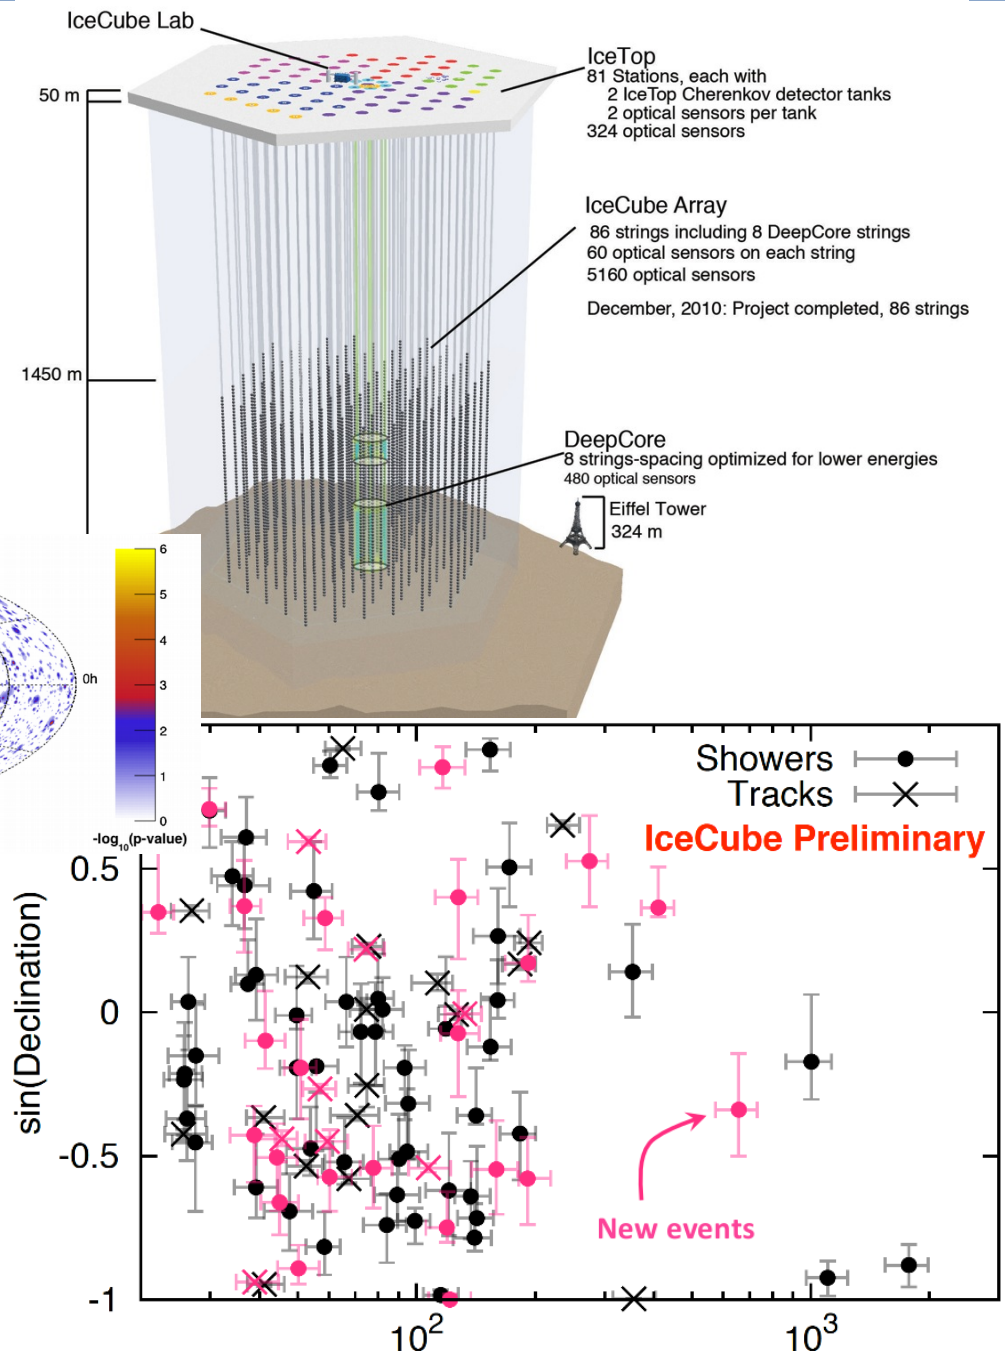 IceCube Lab
50 m
1450 m
IceTop
81 Stations, each with
2 IceTop Cherenkov detector tanks
2 optical sensors per tank
324 optical sensors
IceCube Array
86 strings including 8 DeepCore strings
60 optical sensors on each string
5160 optical sensors
December, 2010: Project completed, 86 strings
DeepCore
8 strings-spacing optimized for lower energies
480 optical sensors
Eiffel Tower
324 m
0h
6
5
4
3
2
1
0
-log10(p-value)
Showers
Tracks
IceCube Preliminary
sin(Declination)
0.5
0
-0.5
-1
New events
10²
10³